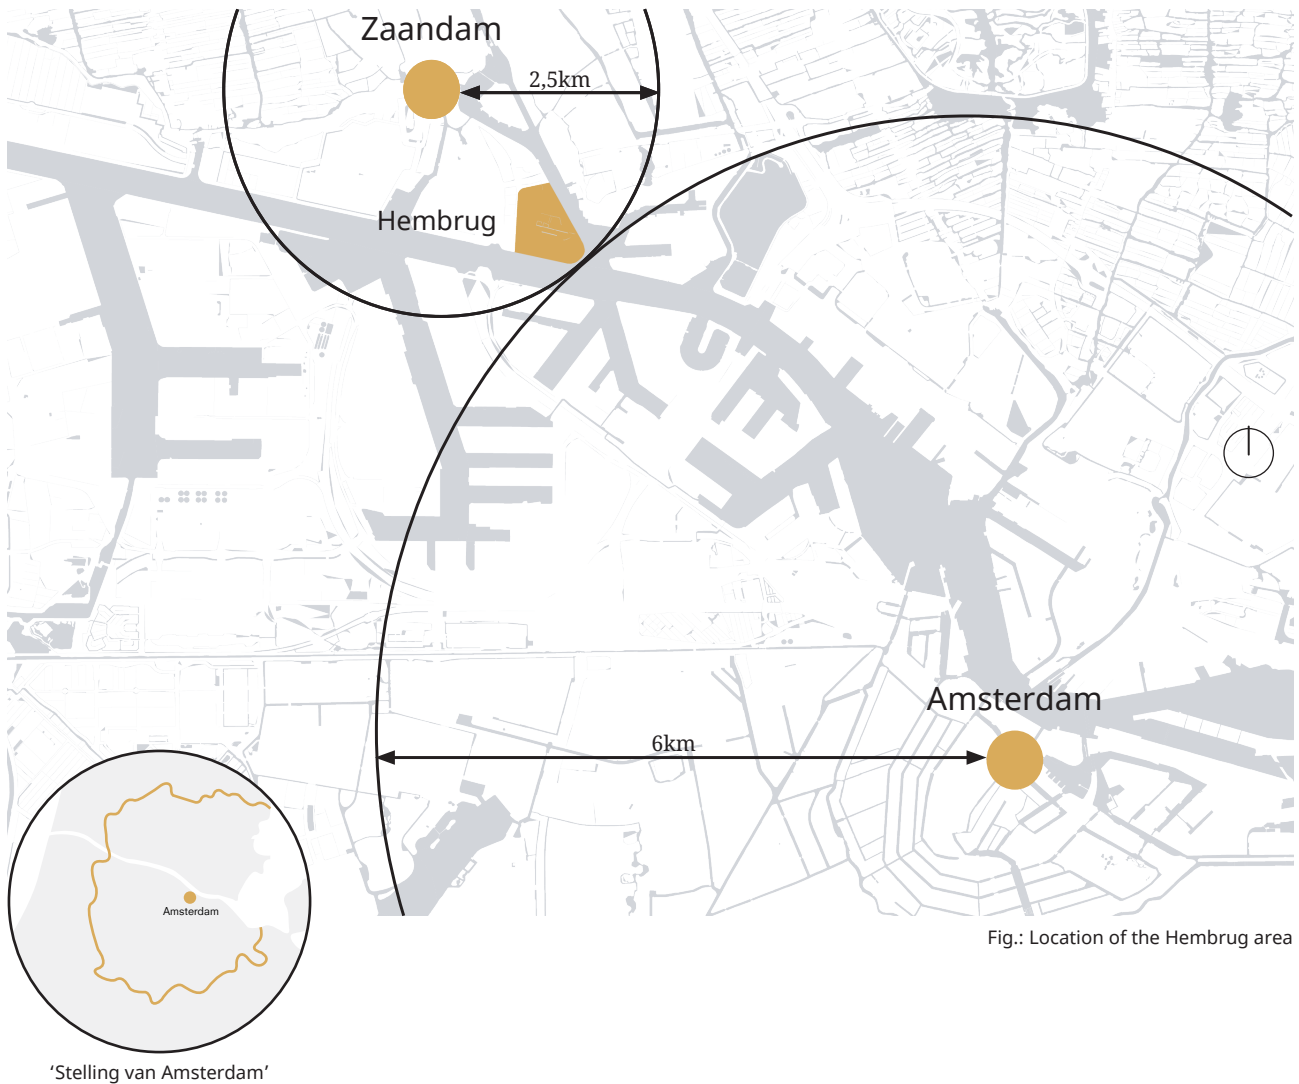 Zaandam
2,5km
Hembrug
Amsterdam
6km
Amsterdam
Fig.: Location of the Hembrug area
‘Stelling van Amsterdam’